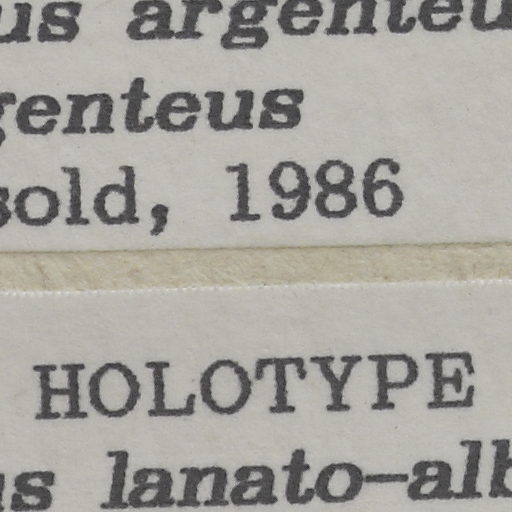 us argenteu
genteus
sold, 1986
HOLOTYPE
us lanato-alb